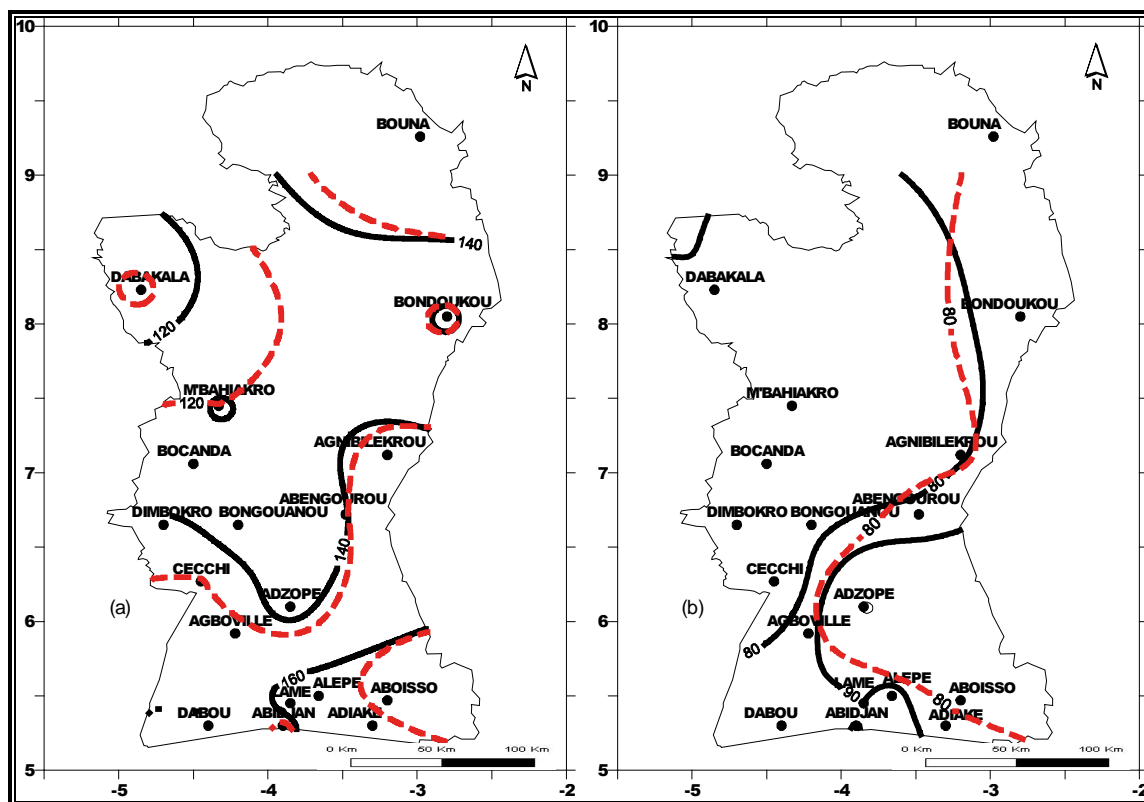 10
10
N
N
BOUNA
BOUNA
9
9
140
DABAKALA
DABAKALA
BONDOUKOU
BONDOUKOU
8
8
120
80
M'BAHIAKRO
M'BAHIAKRO
120
AGNIBILEKROU
AGNIBILEKROU
BOCANDA
BOCANDA
7
7
80
ABENGOUROU
ABENGOUROU
DIMBOKRO
BONGOUANOU
DIMBOKRO
BONGOUANOU
80
140
CECCHI
CECCHI
ADZOPE
ADZOPE
(a)
(b)
6
6
AGBOVILLE
AGBOVILLE
80
160
LAME
ALEPE
ABOISSO
90
LAME
ALEPE
ABOISSO
80
DABOU
ABIDJAN
ADIAKE
DABOU
ABIDJAN
ADIAKE
0 Km
50 Km
100 Km
0 Km
50 Km
100 Km
5
5
-5
-4
-3
-2
-5
-4
-3
-2